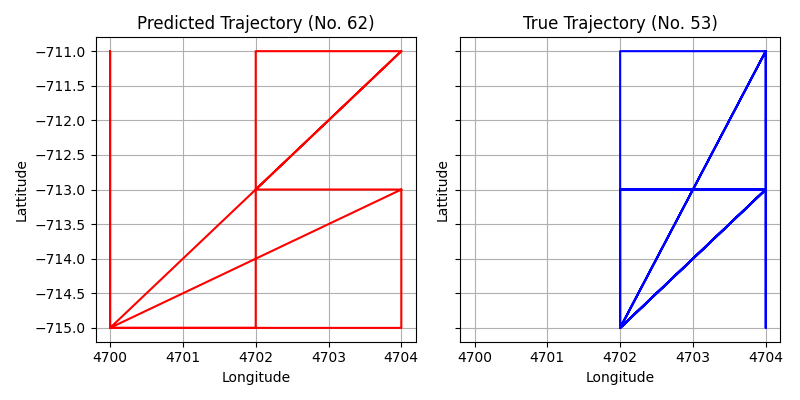 Predicted Trajectory (No. 62)
True Trajectory (No. 53)
−711.0
−711.5
−712.0
−712.5
−713.0
−713.5
−714.0
−714.5
−715.0
Lattitude
Lattitude
4700 4701 4702 4703 4704
4700 4701 4702 4703 4704
Longitude
Longitude